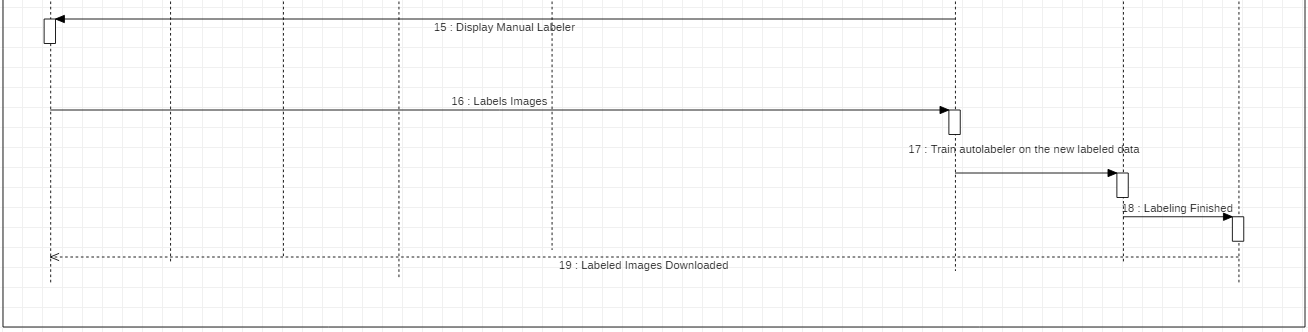 15 : Display Manual Labeler
16 : Labels Images
17 : Train autolabeler on the new labeled data
18 : Labeling Finished
19 : Labeled Images Downloaded